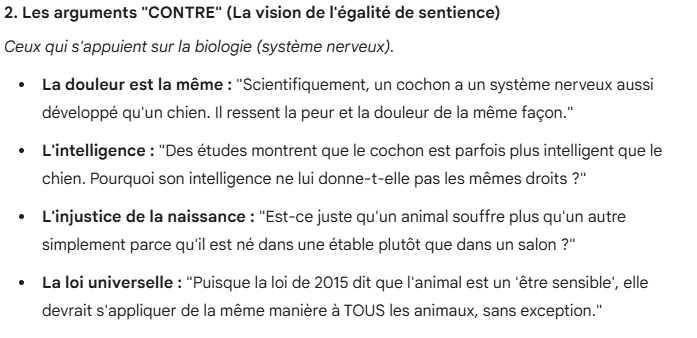 2. Les arguments "CONTRE" (La vision de l'égalité de sentience)
Ceux qui s'appuient sur la biologie (système nerveux).
• La douleur est la même : "Scientifiquement, un cochon a un système nerveux aussi
développé qu'un chien. Il ressent la peur et la douleur de la même façon."
• L'intelligence : "Des études montrent que le cochon est parfois plus intelligent que le
chien. Pourquoi son intelligence ne lui donne-t-elle pas les mêmes droits ?"
• L'injustice de la naissance : "Est-ce juste qu'un animal souffre plus qu'un autre
simplement parce qu'il est né dans une étable plutôt que dans un salon ?"
• La loi universelle : "Puisque la loi de 2015 dit que l'animal est un 'être sensible', elle
devrait s'appliquer de la même manière à TOUS les animaux, sans exception."